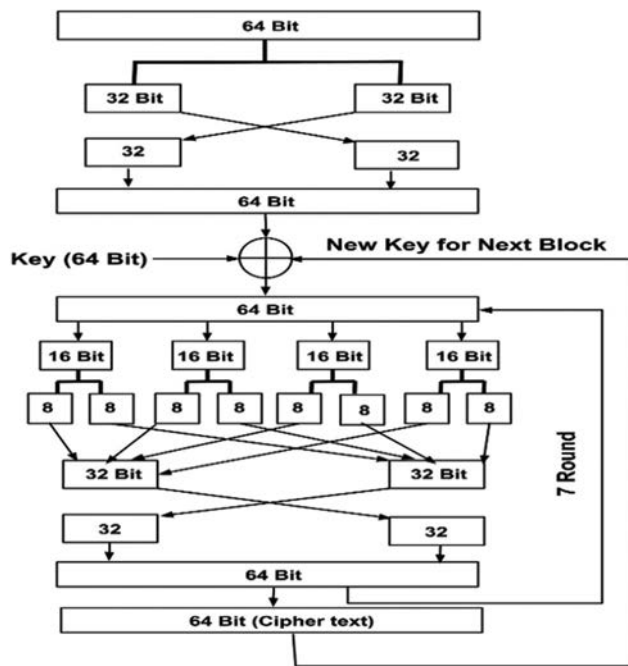 64 Bit
32 Bit 32 Bit
32 32
64 Bit
New Key for Next Block
Key (64 Bit)
64 Bit
16 Bit 16 Bit 16 Bit 16 Bit
8 8 8 8 8 8 8 8
32 Bit 32 Bit
7 Round
32 32
64 Bit
64 Bit (Cipher text)